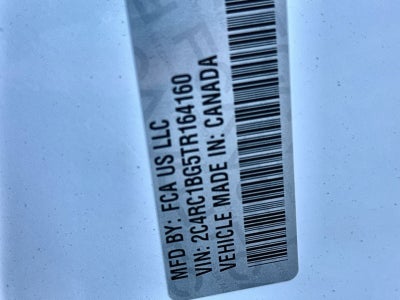 MFD BY: FCA US LLC
VIN: 2C4RC1BG5TR164160
VEHICLE MADE IN: CANADA